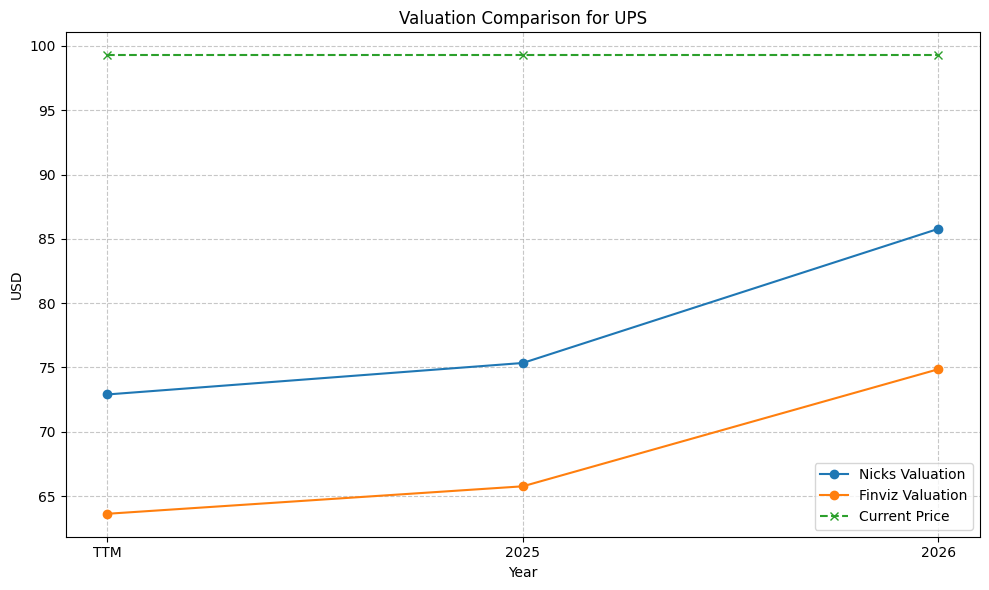 Valuation Comparison for UPS
100
95
90
85
80
75
70
65
USD
Nicks Valuation
Finviz Valuation
Current Price
TTM
2025
2026
Year